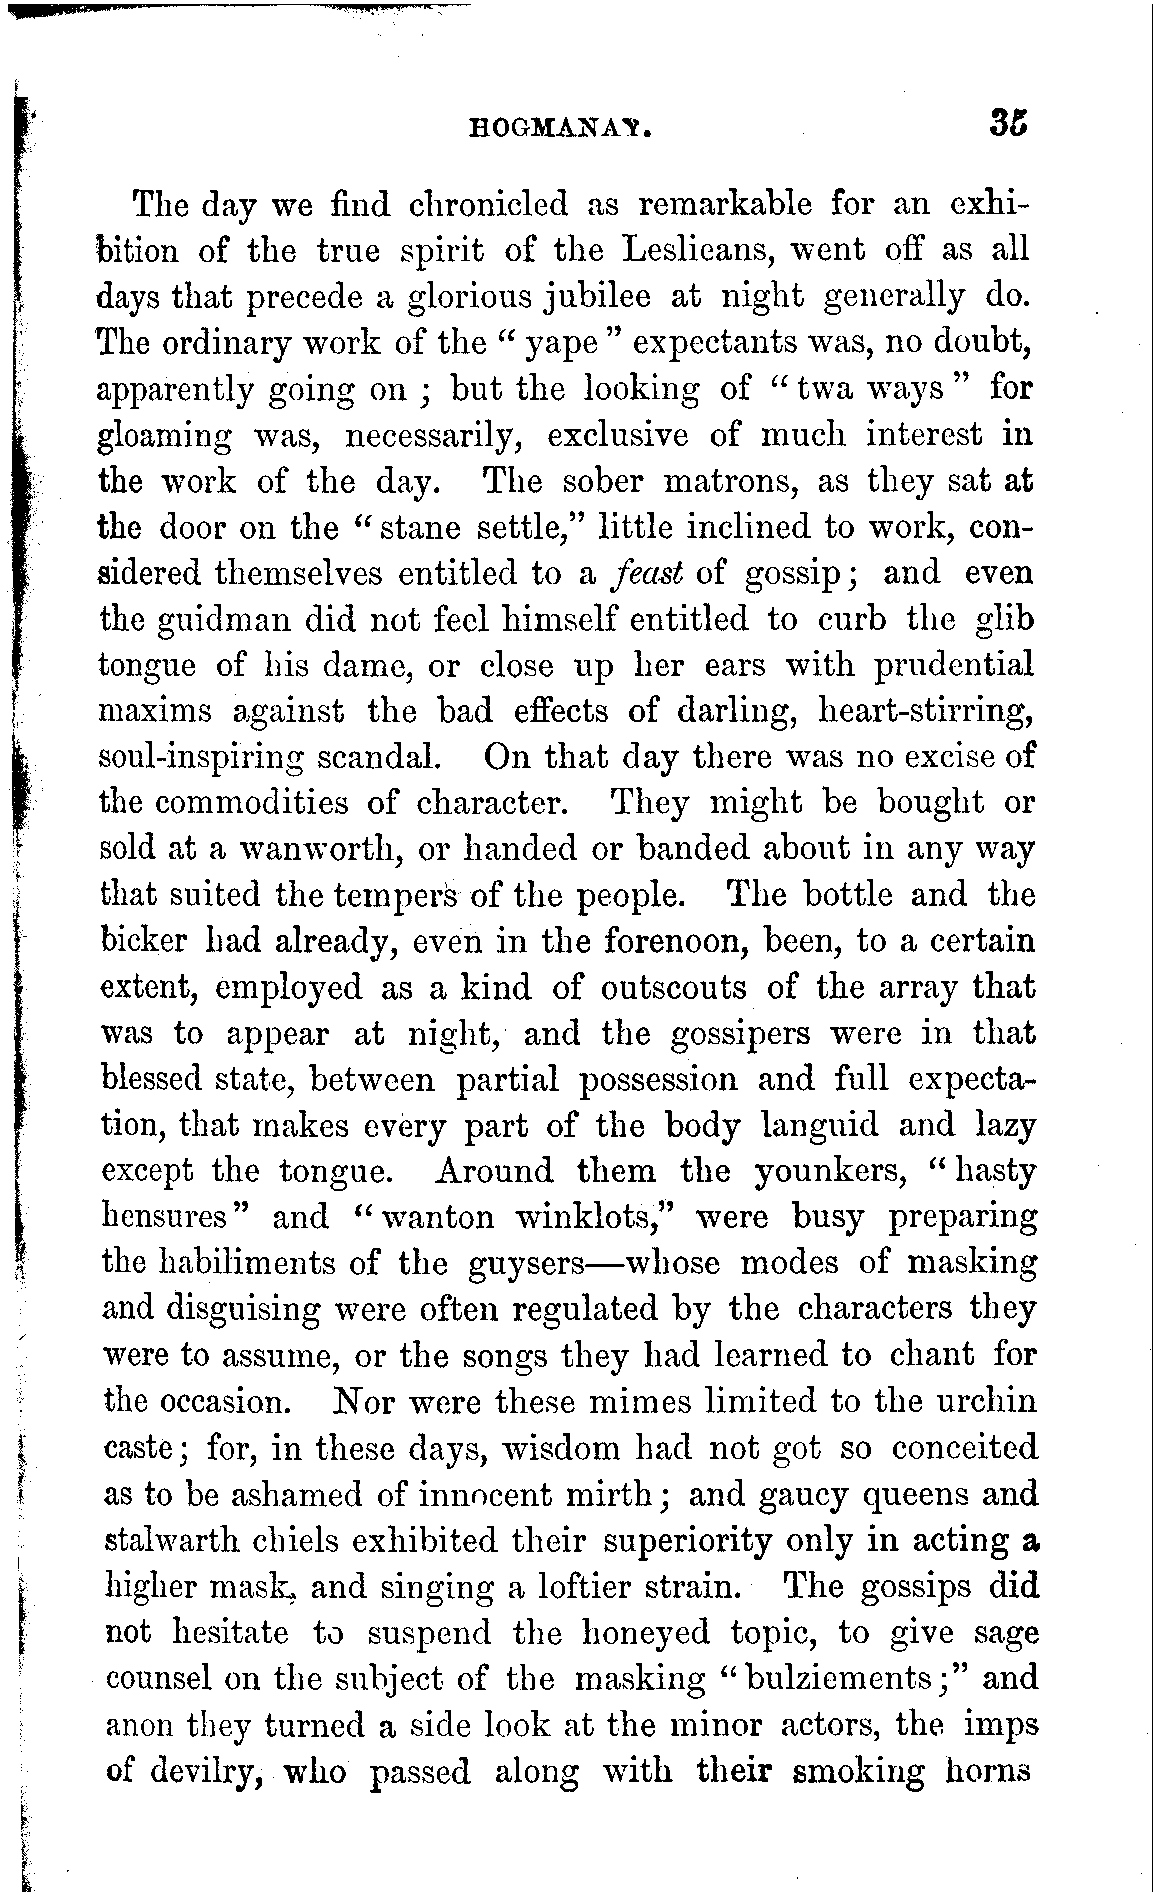 HOGMANAY. 35
The day we find chronicled as remarkable for an exhi-
bition of the true spirit of the Leslieans, went off as all
days that precede a glorious jubilee at night generally do.
The ordinary work of the “ yape ” expectants was, no doubt,
apparently going on ; but the looking of “ twa ways ” for
gloaming was, necessarily, exclusive of much interest in
the work of the day. The sober matrons, as they sat at
the door on the “ stane settle,” little inclined to work, con-
sidered themselves entitled to a feast of gossip ; and even
the guidman did not feel himself entitled to curb the glib
tongue of his dame, or close up her ears with prudential
maxims against the bad effects of darling, heart-stirring,
soul-inspiring scandal. On that day there was no excise of
the commodities of character. They might be bought or
sold at a wanworth, or handed or banded about in any way
that suited the tempers of the people. The bottle and the
bicker had already, even in the forenoon, been, to a certain
extent, employed as a kind of outscouts of the array that
was to appear at night, and the gossipers were in that
blessed state, between partial possession and full expecta-
tion, that makes every part of the body languid and lazy
except the tongue. Around them the younkers, “ hasty
hensures ” and “ wanton winklots,” were busy preparing
the habiliments of the guysers—whose modes of masking
and disguising were often regulated by the characters they
were to assume, or the songs they had learned to chant for
the occasion. Nor were these mimes limited to the urchin
caste ; for, in these days, wisdom had not got so conceited
as to be ashamed of innocent mirth ; and gaucy queens and
stalwarth chiels exhibited their superiority only in acting a
higher mask, and singing a loftier strain. The gossips did
not hesitate to suspend the honeyed topic, to give sage
counsel on the subject of the masking “ bulziements ;” and
anon they turned a side look at the minor actors, the imps
of devilry, who passed along with their smoking horns